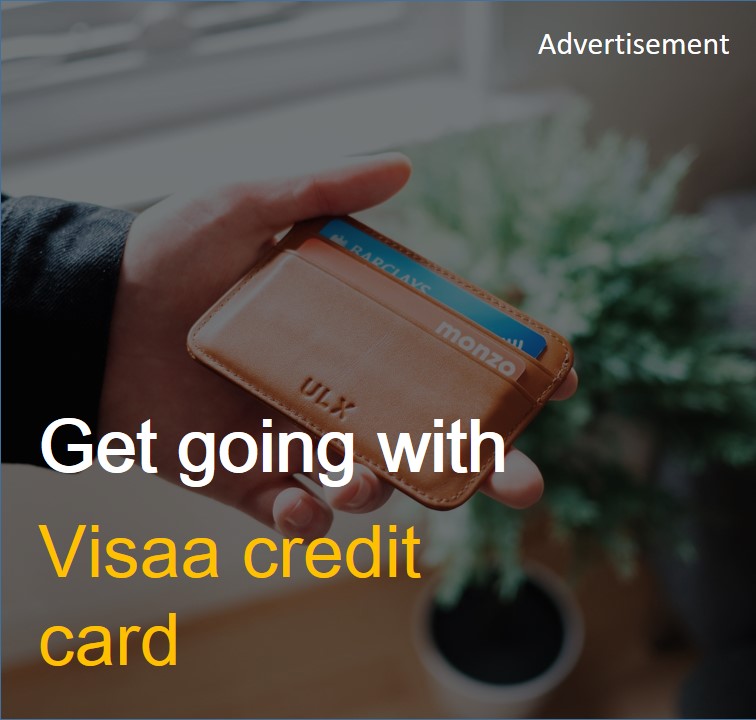 Advertisement
BARCLAYS
monzo
ULX
Get going with
Visaa credit
card